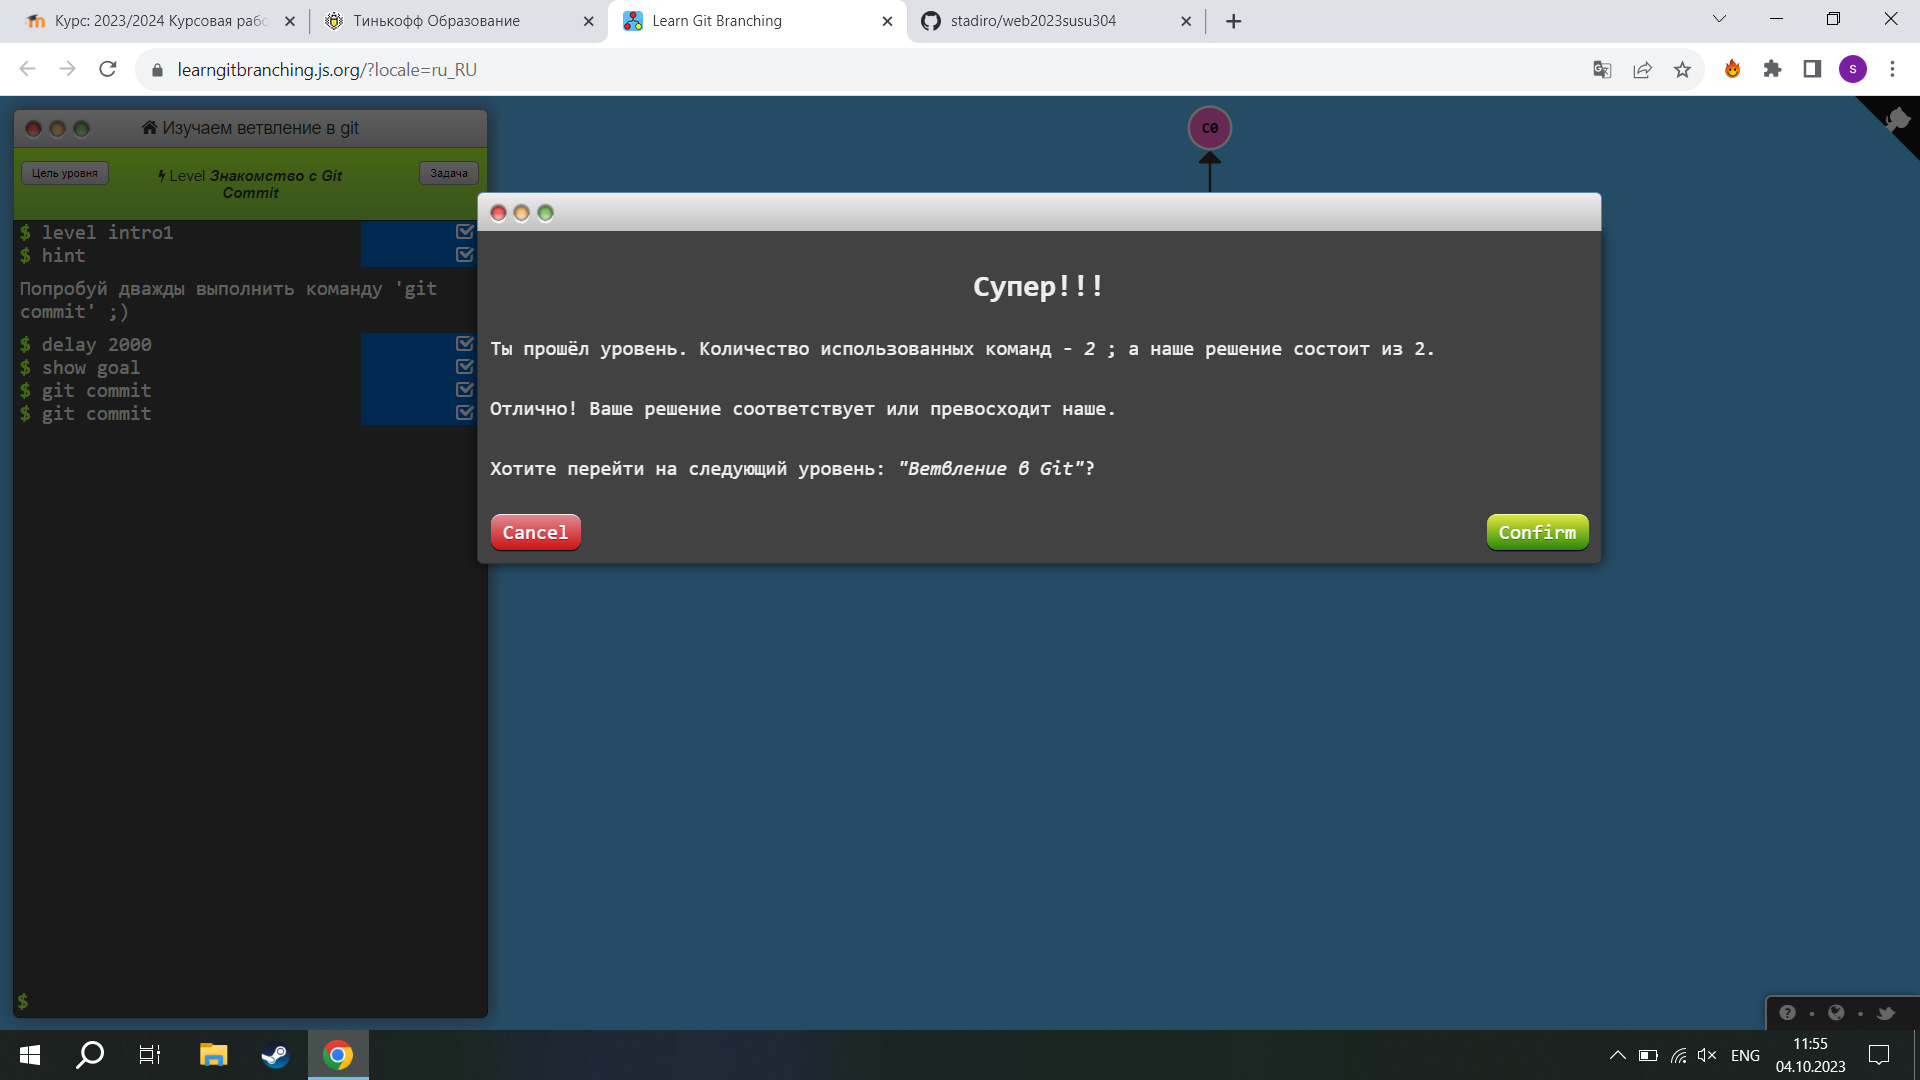 Курс: 2023/2024 Курсовая рабо
Тинькофф Образование
Learn Git Branching
stadiro/web2023susu304
learngitbranching.js.org/?locale=ru_RU
s
Изучаем ветвление в git
Цель уровня
Level Знакомство с Git
Commit
Задача
$ level intro1
$ hint
Попробуй дважды выполнить команду 'git
commit' ;)
$ delay 2000
$ show goal
$ git commit
$ git commit
$
C0
Супер!!!
Ты прошёл уровень. Количество использованных команд - 2 ; а наше решение состоит из 2.
Отлично! Ваше решение соответствует или превосходит наше.
Хотите перейти на следующий уровень: "Ветвление в Git"?
Cancel
Confirm
ENG
11:55
04.10.2023